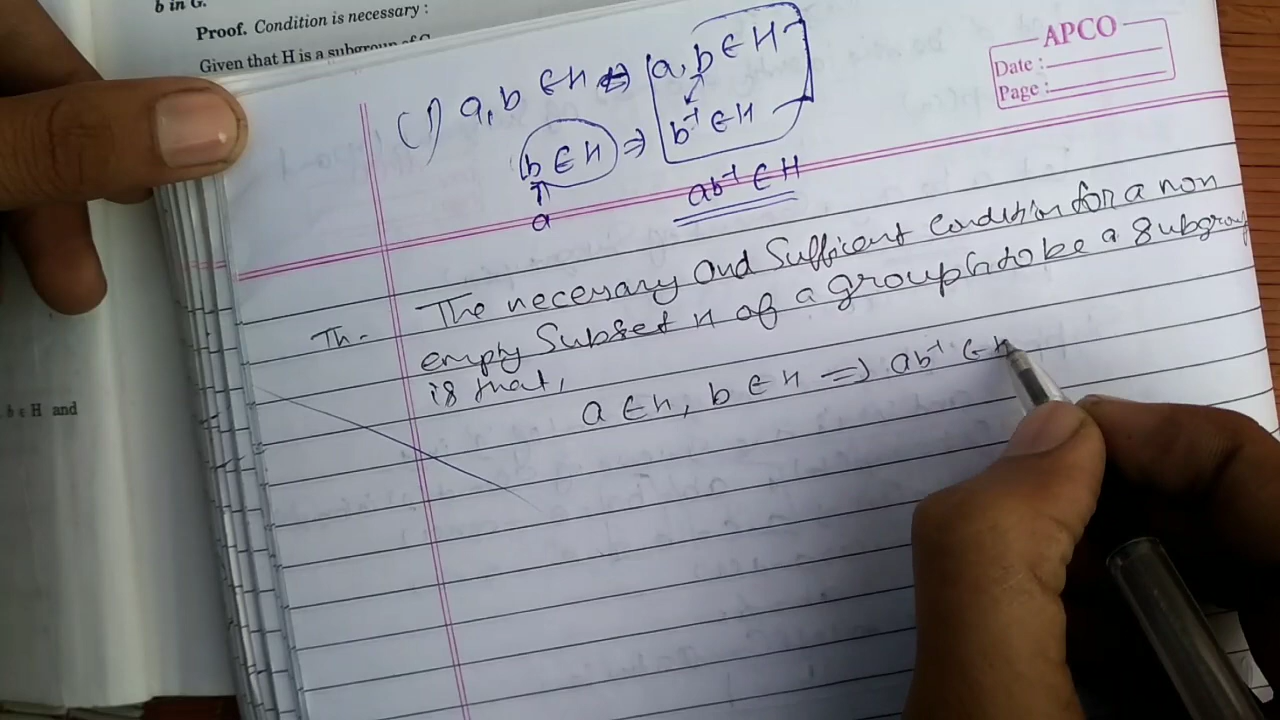 b in G.
Proof. Condition is necessary :
Given that H is a subgroup of G
b ∈ H and
APCO
Date :
Page :
(1) a,b ∈ H ⇔ a, b ∈ H
b ∈ H ⇒ b⁻¹ ∈ H
a
ab⁻¹ ∈ H
Th - The necessary and Sufficient Condition for a non
empty Subset H of a group G to be a Subgroup
is that,
a ∈ H, b ∈ H ⇒ ab⁻¹ ∈ H